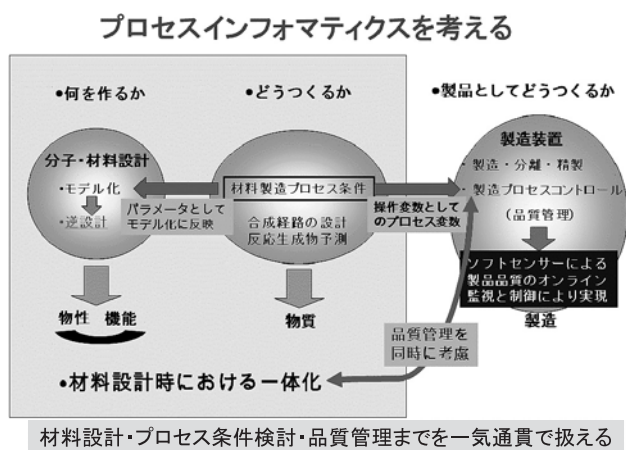 プロセスインフォマティクスを考える
•何を作るか
•どうつくるか
•製品としてどうつくるか
分子・材料設計
•モデル化
•逆設計
パラメータとして
モデル化に反映
材料製造プロセス条件
合成経路の設計
反応生成物予測
操作変数として
のプロセス変数
製造装置
・製造・分離・精製
・製造プロセスコントロール
(品質管理)
ソフトセンサーによる
製品品質のオンライン
監視と制御により実現
物性 機能
物質
製造
品質管理を
同時に考慮
•材料設計時における一体化
材料設計・プロセス条件検討・品質管理までを一気通貫で扱える